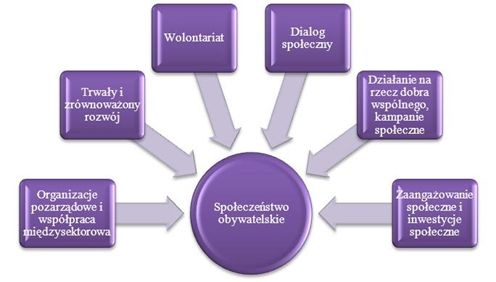 Wolontariat
Dialog
społeczny
Trwały i
zrównoważony
rozwój
Działanie na
rzecz dobra
wspólnego,
kampanie
społeczne
Organizacje
pozarządowe i
współpraca
międzysektorowa
Społeczeństwo
obywatelskie
Zaangażowanie
społeczne i
inwestycje
społeczne